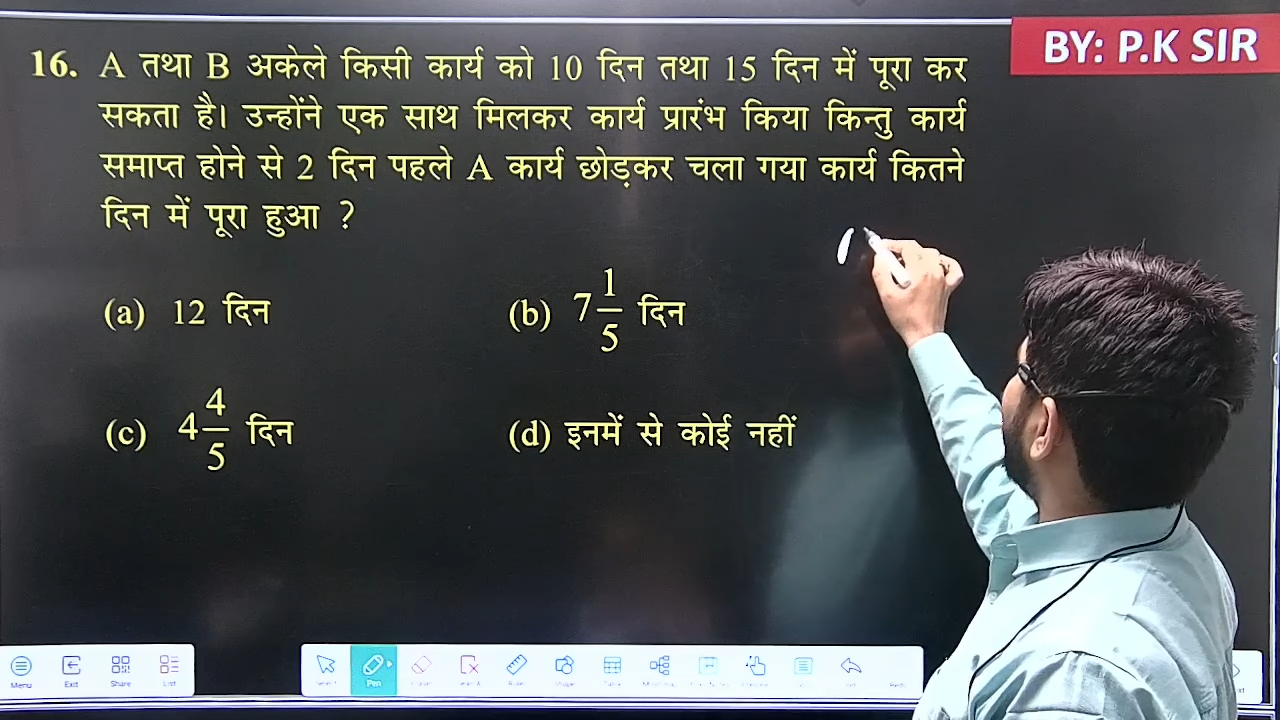 BY: P.K SIR
16. A तथा B अकेले किसी कार्य को 10 दिन तथा 15 दिन में पूरा कर
सकता है। उन्होंने एक साथ मिलकर कार्य प्रारंभ किया किन्तु कार्य
समाप्त होने से 2 दिन पहले A कार्य छोड़कर चला गया कार्य कितने
दिन में पूरा हुआ ?
(a) 12 दिन (b) 7 1/5 दिन
(c) 4 4/5 दिन (d) इनमें से कोई नहीं
Menu Exit Share List Pen